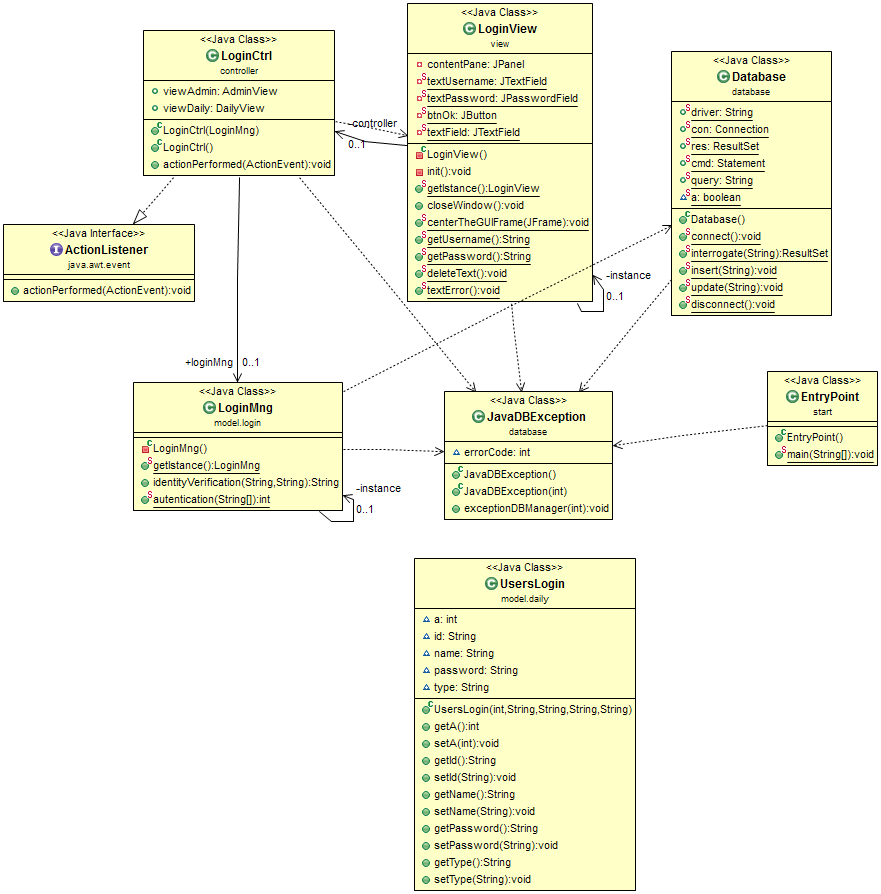 <<Java Class>>
LoginCtrl
controller
viewAdmin: AdminView
viewDaily: DailyView
LoginCtrl(LoginMng)
LoginCtrl()
actionPerformed(ActionEvent):void
<<Java Class>>
LoginView
view
contentPane: JPanel
textUsername: JTextField
textPassword: JPasswordField
btnOk: JButton
textField: JTextField
LoginView()
init():void
getIstance():LoginView
closeWindow():void
centerTheGUIFrame(JFrame):void
getUsername():String
getPassword():String
deleteText():void
textError():void
-controller
0..1
-instance
0..1
<<Java Class>>
Database
database
driver: String
con: Connection
res: ResultSet
cmd: Statement
query: String
a: boolean
Database()
connect():void
interrogate(String):ResultSet
insert(String):void
update(String):void
disconnect():void
<<Java Interface>>
ActionListener
java.awt.event
actionPerformed(ActionEvent):void
+loginMng 0..1
<<Java Class>>
LoginMng
model.login
LoginMng()
getIstance():LoginMng
identityVerification(String,String):String
autentication(String[]):int
-instance
0..1
<<Java Class>>
JavaDBException
database
errorCode: int
JavaDBException()
JavaDBException(int)
exceptionDBManager(int):void
<<Java Class>>
EntryPoint
start
EntryPoint()
main(String[]):void
<<Java Class>>
UsersLogin
model.daily
a: int
id: String
name: String
password: String
type: String
UsersLogin(int,String,String,String,String)
getA():int
setA(int):void
getId():String
setId(String):void
getName():String
setName(String):void
getPassword():String
setPassword(String):void
getType():String
setType(String):void